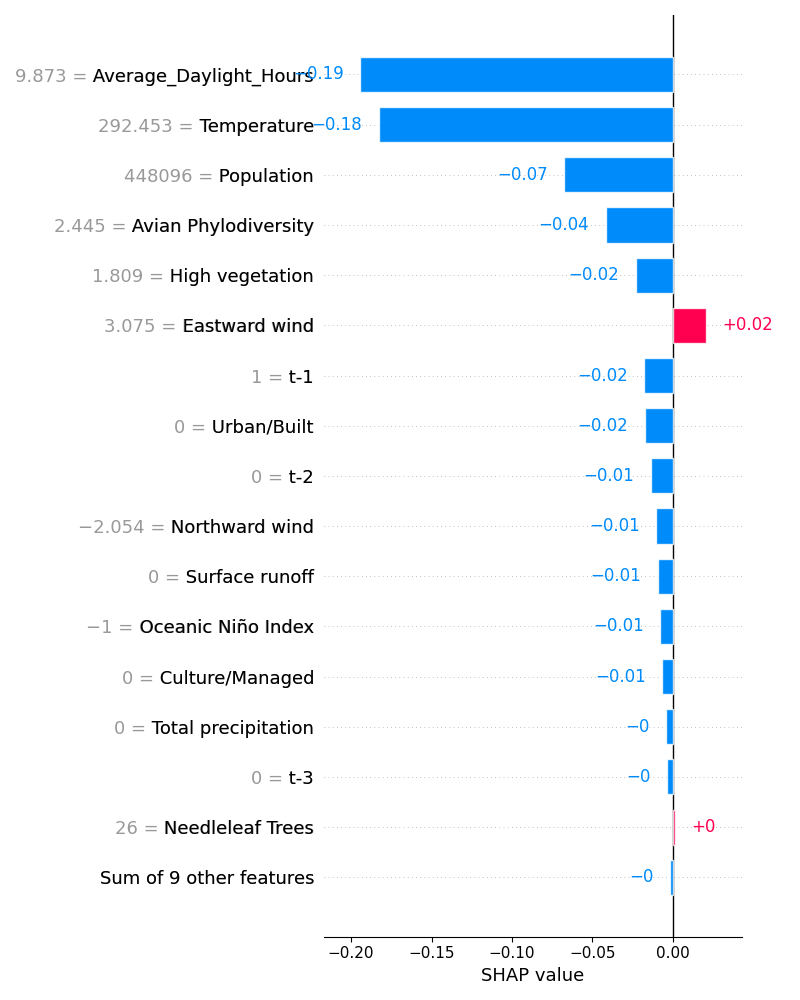 9.873 = Average_Daylight_Hours −0.19
292.453 = Temperature −0.18
448096 = Population −0.07
2.445 = Avian Phylodiversity −0.04
1.809 = High vegetation −0.02
3.075 = Eastward wind +0.02
1 = t-1 −0.02
0 = Urban/Built −0.02
0 = t-2 −0.01
−2.054 = Northward wind −0.01
0 = Surface runoff −0.01
−1 = Oceanic Niño Index −0.01
0 = Culture/Managed −0.01
0 = Total precipitation −0
0 = t-3 −0
26 = Needleleaf Trees +0
Sum of 9 other features −0
−0.20 −0.15 −0.10 −0.05 0.00
SHAP value